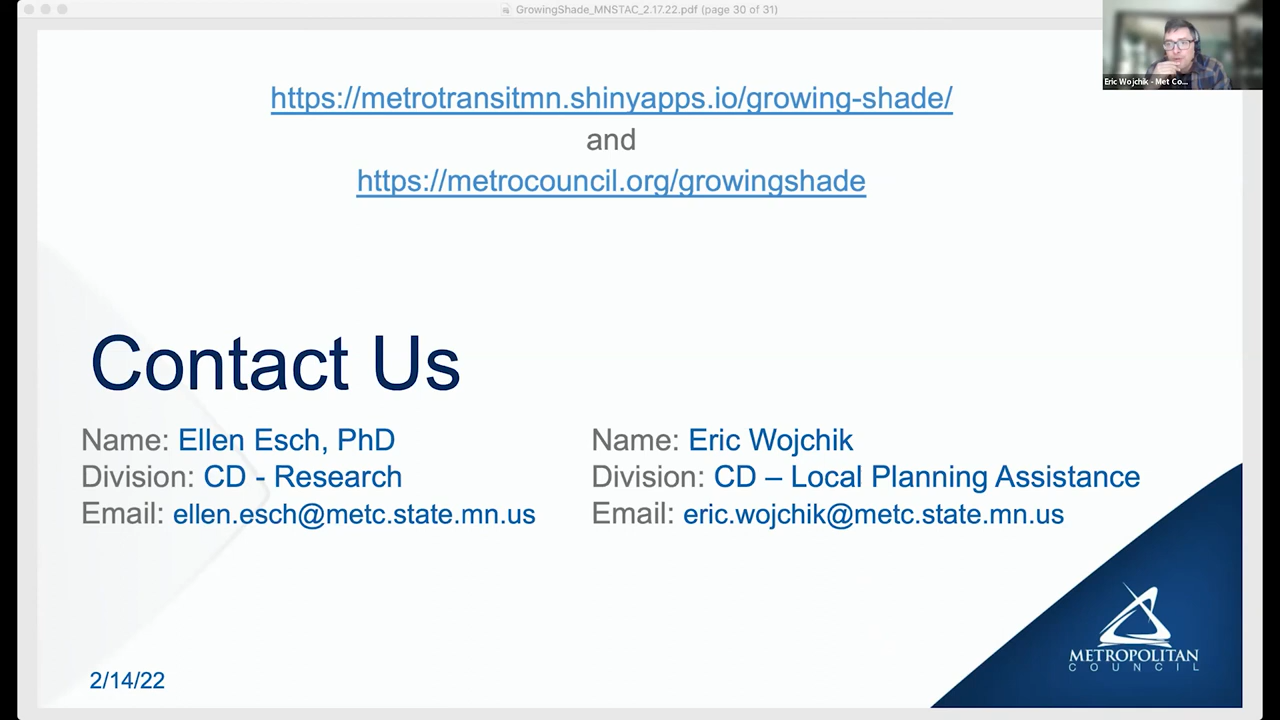 GrowingShade_MNSTAC_2.17.22.pdf (page 30 of 31)
Eric Wojchik - Met Co...
https://metrotransitmn.shinyapps.io/growing-shade/
and
https://metrocouncil.org/growingshade
Contact Us
Name: Ellen Esch, PhD
Division: CD - Research
Email: ellen.esch@metc.state.mn.us
Name: Eric Wojchik
Division: CD – Local Planning Assistance
Email: eric.wojchik@metc.state.mn.us
2/14/22
METROPOLITAN
COUNCIL